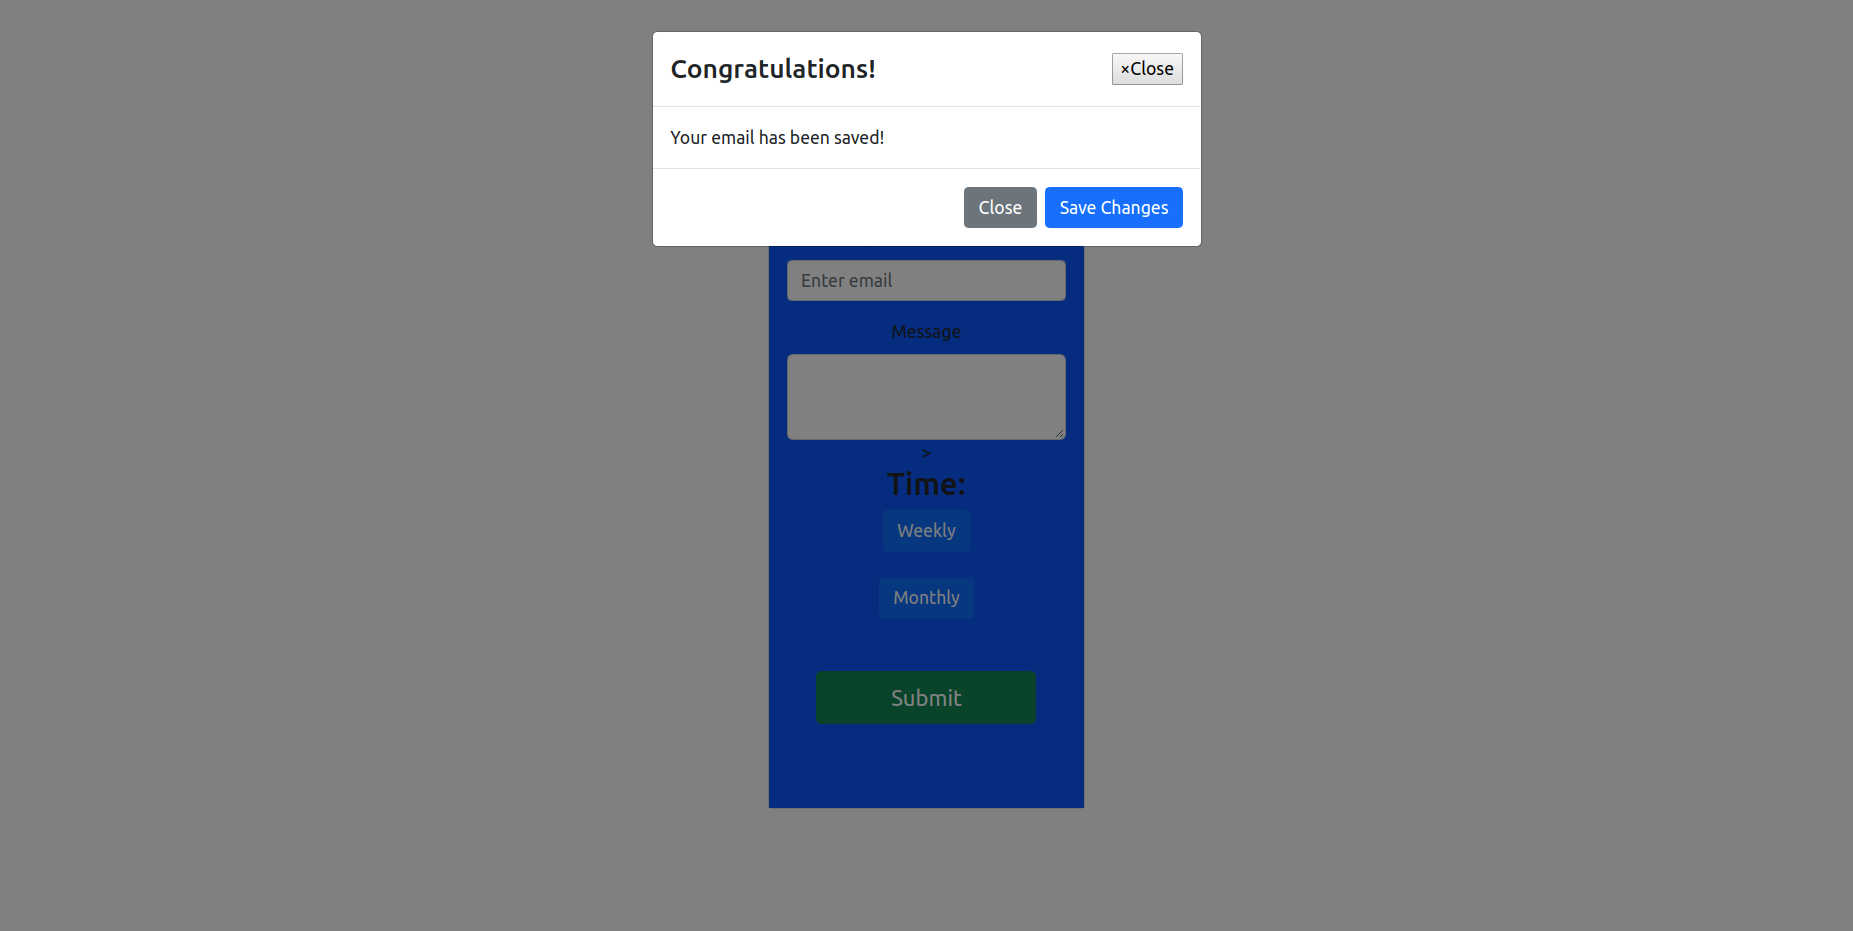 Congratulations!
×Close
Your email has been saved!
Close
Save Changes
Enter email
Message
>
Time:
Weekly
Monthly
Submit